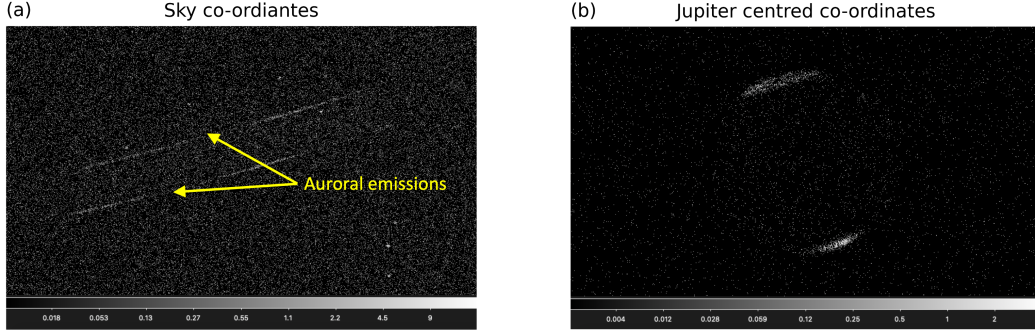 (a) Sky co-ordiantes
Auroral emissions
0.018 0.053 0.13 0.27 0.55 1.1 2.2 4.5 9
(b) Jupiter centred co-ordinates
0.004 0.012 0.028 0.059 0.12 0.25 0.5 1 2